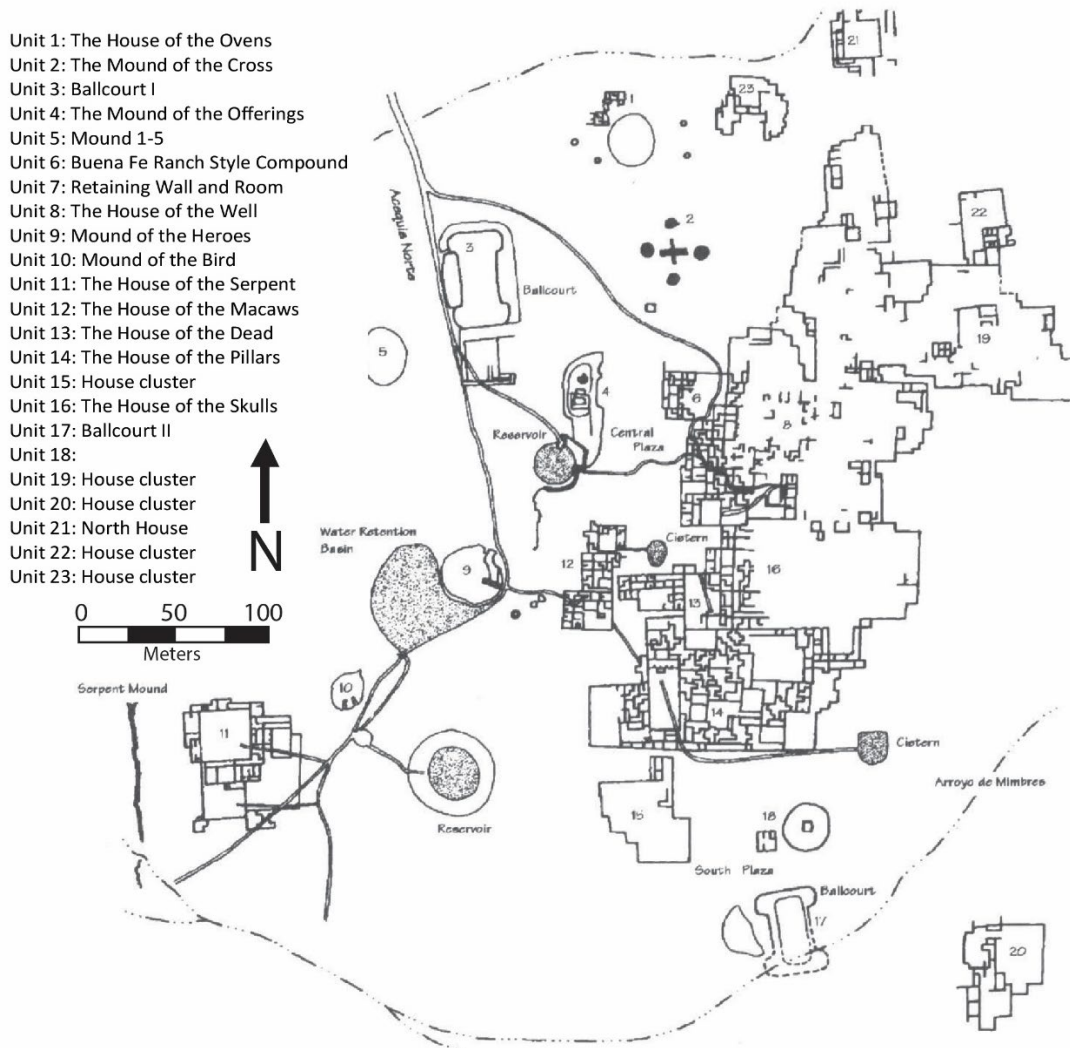 Unit 1: The House of the Ovens
Unit 2: The Mound of the Cross
Unit 3: Ballcourt I
Unit 4: The Mound of the Offerings
Unit 5: Mound 1-5
Unit 6: Buena Fe Ranch Style Compound
Unit 7: Retaining Wall and Room
Unit 8: The House of the Well
Unit 9: Mound of the Heroes
Unit 10: Mound of the Bird
Unit 11: The House of the Serpent
Unit 12: The House of the Macaws
Unit 13: The House of the Dead
Unit 14: The House of the Pillars
Unit 15: House cluster
Unit 16: The House of the Skulls
Unit 17: Ballcourt II
Unit 18:
Unit 19: House cluster
Unit 20: House cluster
Unit 21: North House
Unit 22: House cluster
Unit 23: House cluster
N
0 50 100
Meters
21
23
1
Acequia Norte
2
22
3
Ballcourt
19
5
4
6
8
Reservoir
Central
Plaza
Water Retention
Basin
Cistern
12
16
9
13
Serpent Mound
10
14
11
Cistern
Arroyo de Mimbres
Reservoir
15
18
South Plaza
Ballcourt
17
20